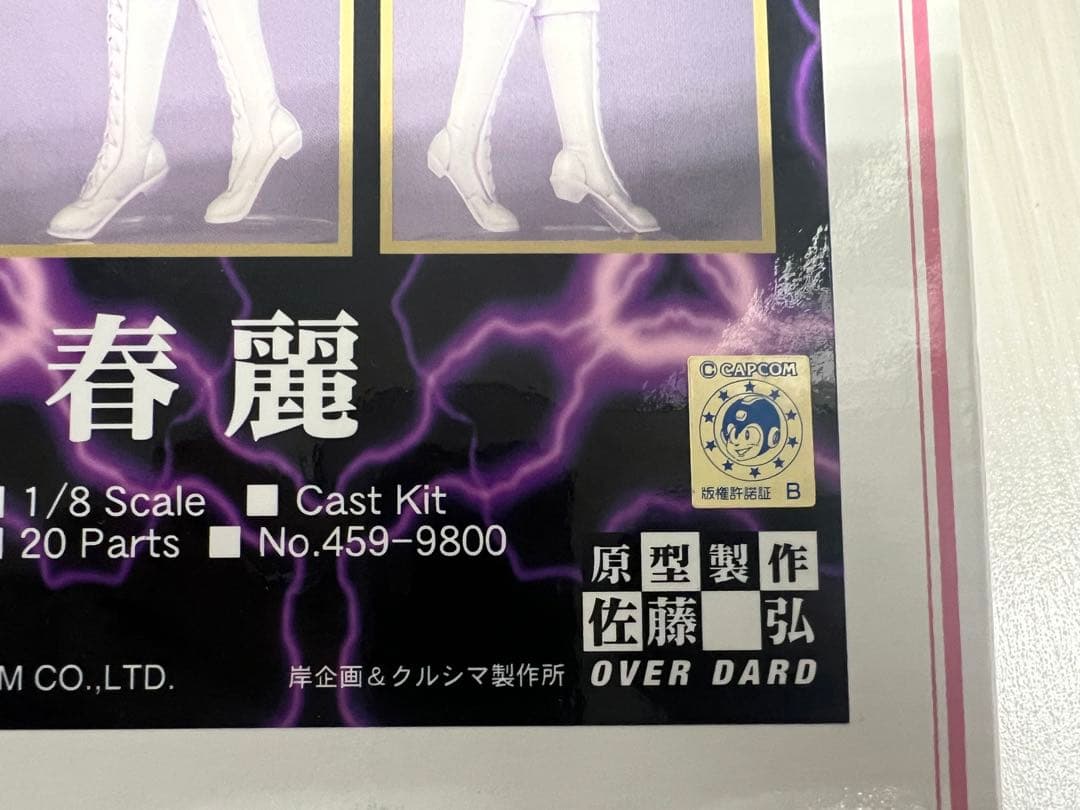 春麗
1/8 Scale ■ Cast Kit
20 Parts ■ No.459-9800
© CAPCOM
版権許諾証 B
原型製作
佐藤 弘
OVER DARD
M CO.,LTD.
岸企画&クルシマ製作所